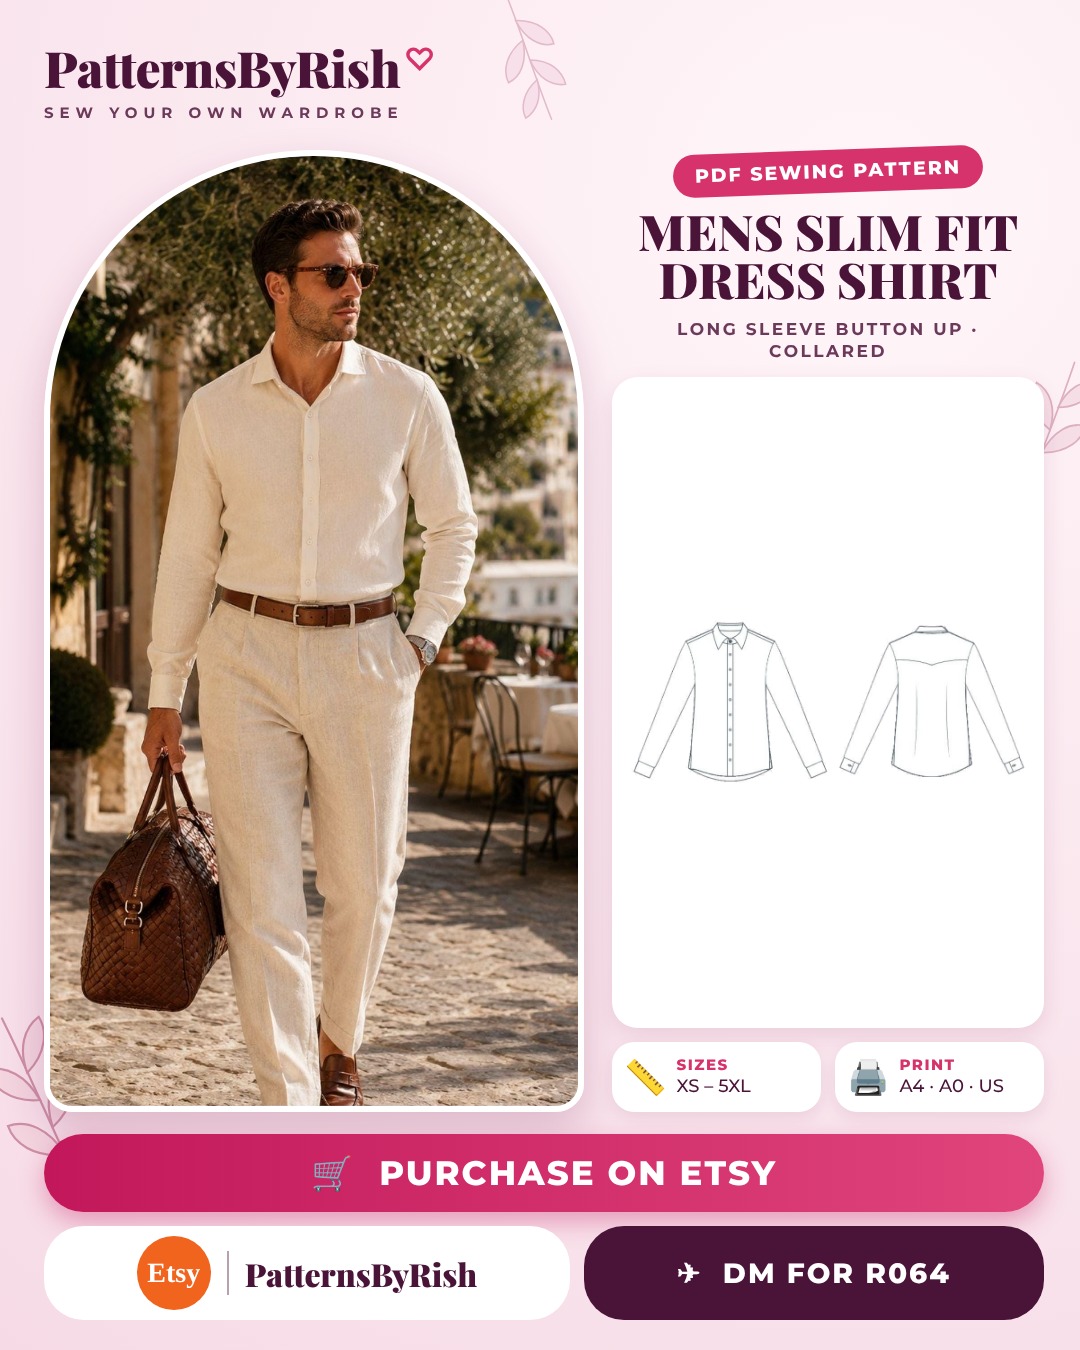 PatternsByRish
SEW YOUR OWN WARDROBE
PDF SEWING PATTERN
MENS SLIM FIT
DRESS SHIRT
LONG SLEEVE BUTTON UP ·
COLLARED
SIZES
XS – 5XL
PRINT
A4 · A0 · US
PURCHASE ON ETSY
Etsy
PatternsByRish
DM FOR R064